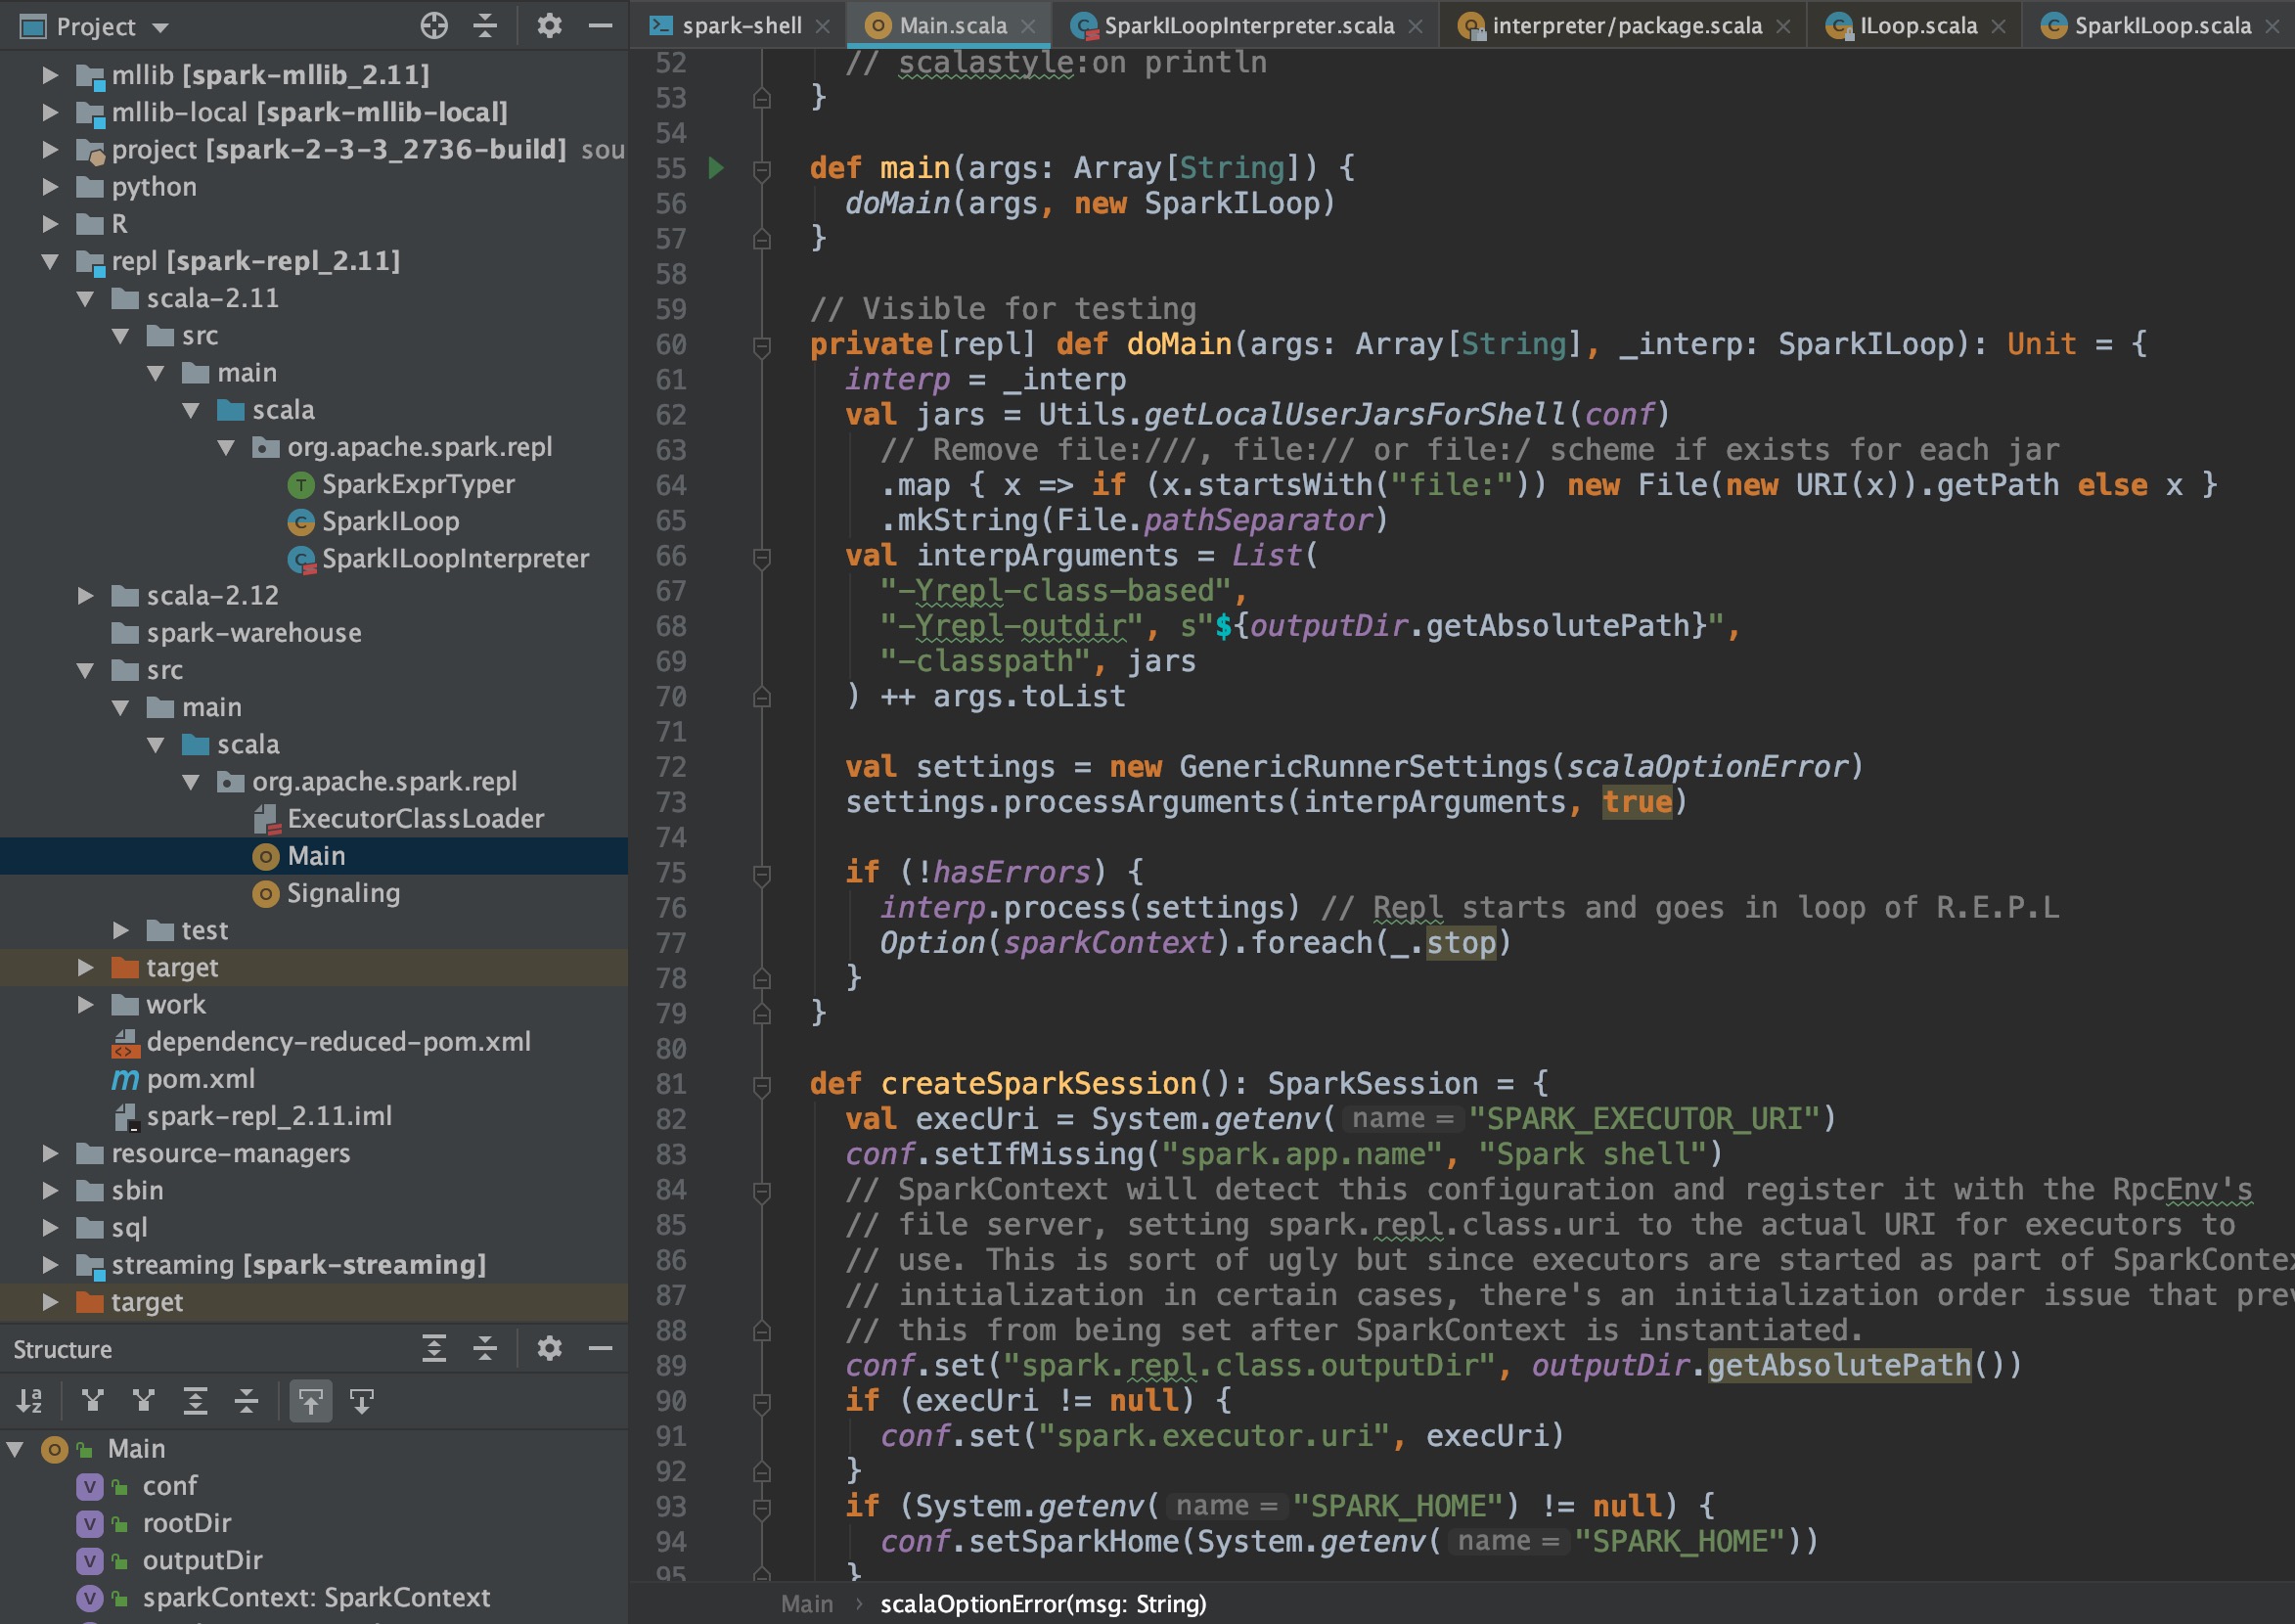 Project
mllib [spark-mllib_2.11]
mllib-local [spark-mllib-local]
project [spark-2-3-3_2736-build] sou
python
R
repl [spark-repl_2.11]
scala-2.11
src
main
scala
org.apache.spark.repl
SparkExprTyper
SparkILoop
SparkILoopInterpreter
scala-2.12
spark-warehouse
src
main
scala
org.apache.spark.repl
ExecutorClassLoader
Main
Signaling
test
target
work
dependency-reduced-pom.xml
pom.xml
spark-repl_2.11.iml
resource-managers
sbin
sql
streaming [spark-streaming]
target
Structure
Main
conf
rootDir
outputDir
sparkContext: SparkContext
spark-shell Main.scala SparkILoopInterpreter.scala interpreter/package.scala ILoop.scala SparkILoop.scala
52 // scalastyle:on println
53 }
54
55 def main(args: Array[String]) {
56 doMain(args, new SparkILoop)
57 }
58
59 // Visible for testing
60 private[repl] def doMain(args: Array[String], _interp: SparkILoop): Unit = {
61 interp = _interp
62 val jars = Utils.getLocalUserJarsForShell(conf)
63 // Remove file:///, file:// or file:/ scheme if exists for each jar
64 .map { x => if (x.startsWith("file:")) new File(new URI(x)).getPath else x }
65 .mkString(File.pathSeparator)
66 val interpArguments = List(
67 "-Yrepl-class-based",
68 "-Yrepl-outdir", s"${outputDir.getAbsolutePath}",
69 "-classpath", jars
70 ) ++ args.toList
71
72 val settings = new GenericRunnerSettings(scalaOptionError)
73 settings.processArguments(interpArguments, true)
74
75 if (!hasErrors) {
76 interp.process(settings) // Repl starts and goes in loop of R.E.P.L
77 Option(sparkContext).foreach(_.stop)
78 }
79 }
80
81 def createSparkSession(): SparkSession = {
82 val execUri = System.getenv( name = "SPARK_EXECUTOR_URI")
83 conf.setIfMissing("spark.app.name", "Spark shell")
84 // SparkContext will detect this configuration and register it with the RpcEnv's
85 // file server, setting spark.repl.class.uri to the actual URI for executors to
86 // use. This is sort of ugly but since executors are started as part of SparkContex
87 // initialization in certain cases, there's an initialization order issue that prev
88 // this from being set after SparkContext is instantiated.
89 conf.set("spark.repl.class.outputDir", outputDir.getAbsolutePath())
90 if (execUri != null) {
91 conf.set("spark.executor.uri", execUri)
92 }
93 if (System.getenv( name = "SPARK_HOME") != null) {
94 conf.setSparkHome(System.getenv( name = "SPARK_HOME"))
95 }
Main › scalaOptionError(msg: String)